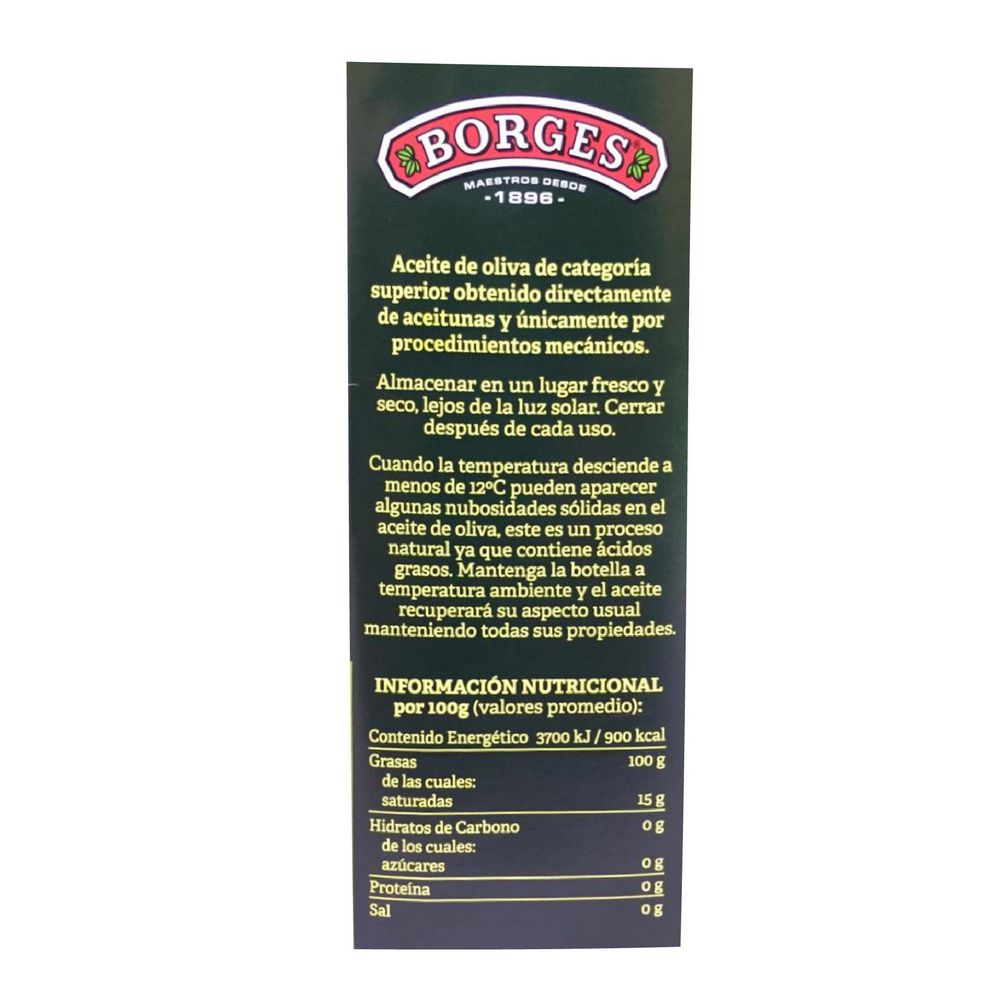 BORGES®
MAESTROS DESDE
- 1896 -
Aceite de oliva de categoría
superior obtenido directamente
de aceitunas y únicamente por
procedimientos mecánicos.
Almacenar en un lugar fresco y
seco, lejos de la luz solar. Cerrar
después de cada uso.
Cuando la temperatura desciende a
menos de 12ºC pueden aparecer
algunas nubosidades sólidas en el
aceite de oliva, este es un proceso
natural ya que contiene ácidos
grasos. Mantenga la botella a
temperatura ambiente y el aceite
recuperará su aspecto usual
manteniendo todas sus propiedades.
INFORMACIÓN NUTRICIONAL
por 100g (valores promedio):
Contenido Energético 3700 kJ / 900 kcal
Grasas 100 g
de las cuales:
saturadas 15 g
Hidratos de Carbono 0 g
de los cuales:
azúcares 0 g
Proteína 0 g
Sal 0 g